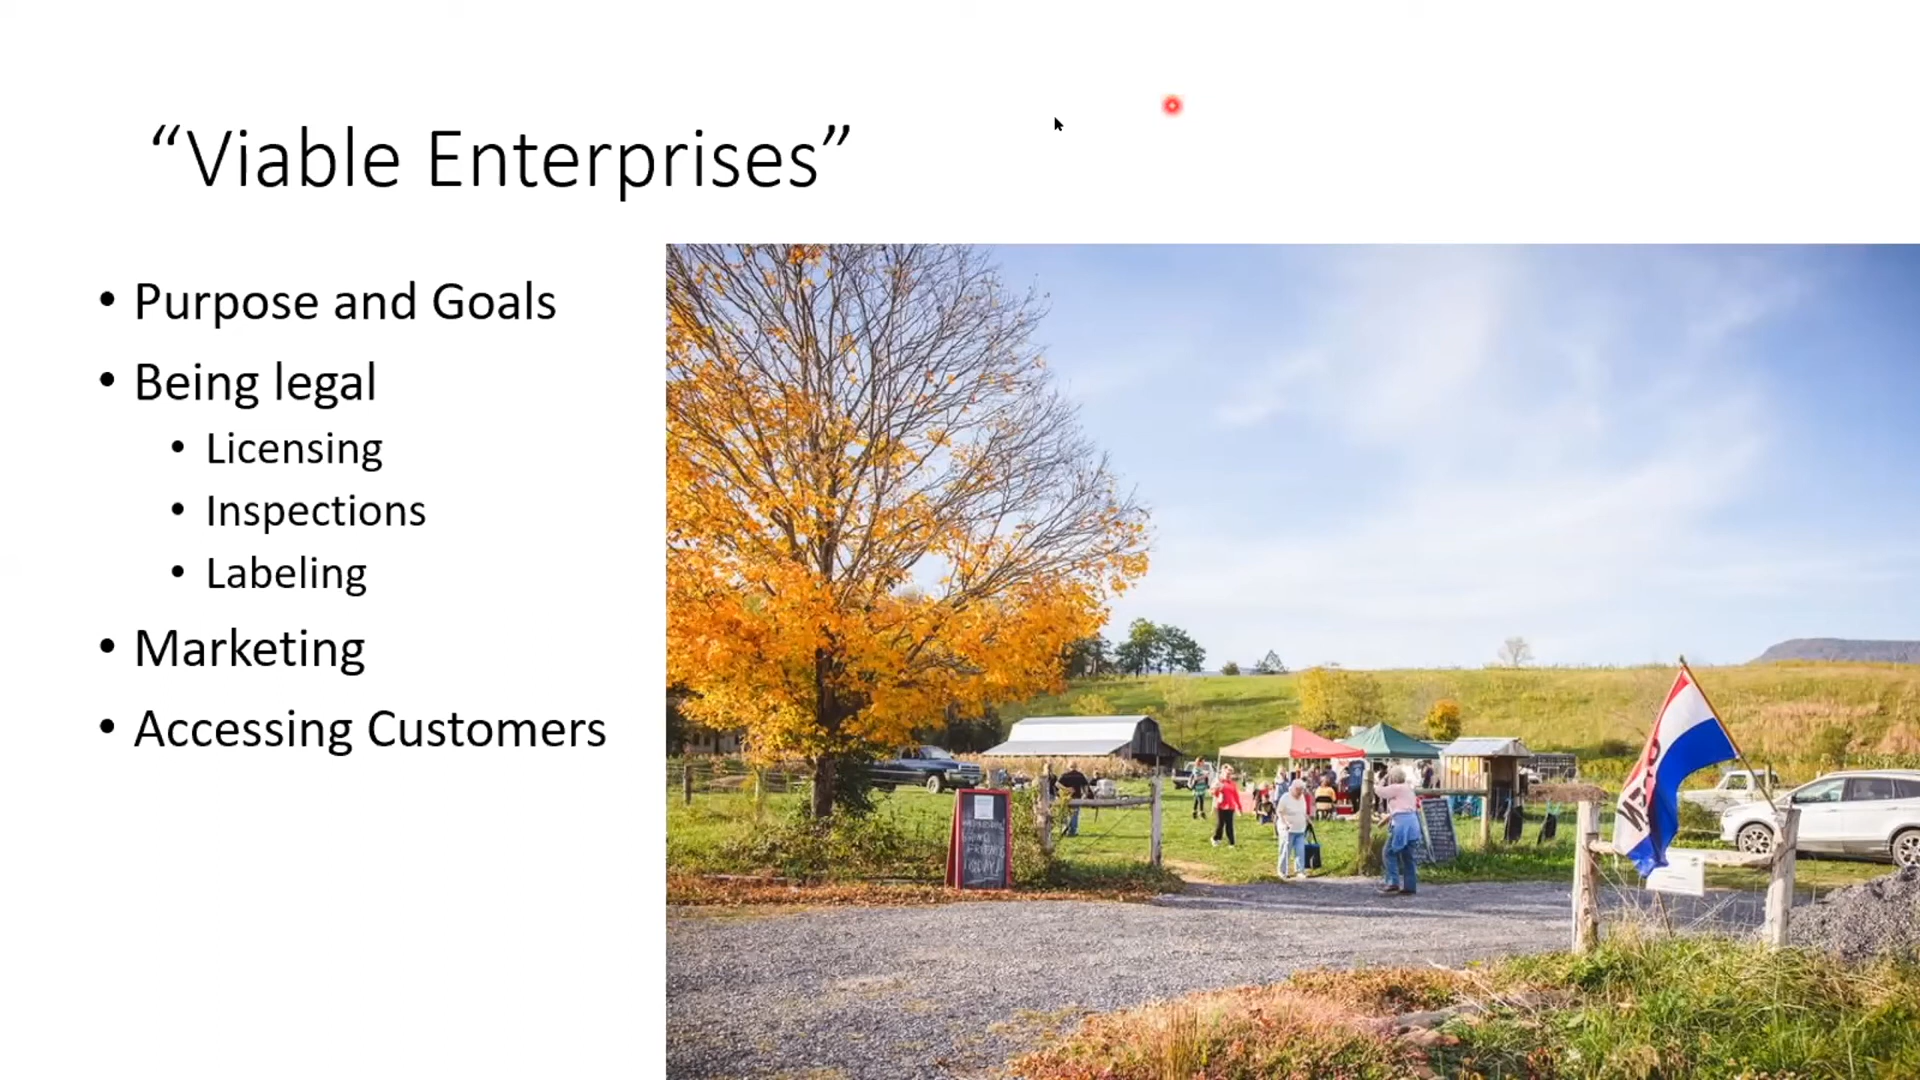 “Viable Enterprises”
• Purpose and Goals
• Being legal
• Licensing
• Inspections
• Labeling
• Marketing
• Accessing Customers